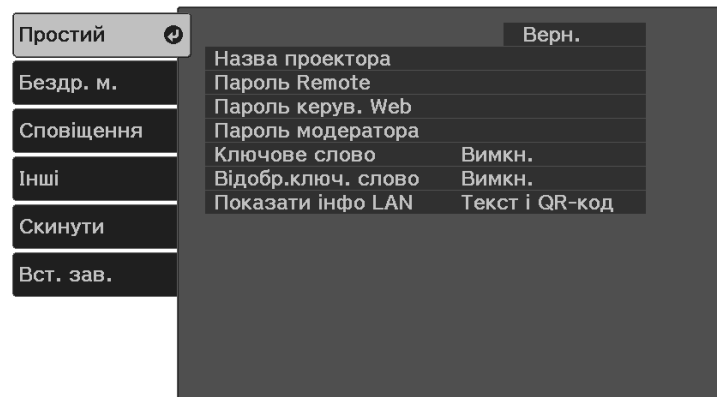 Простий
Бездр. м.
Сповіщення
Інші
Скинути
Вст. зав.
Верн.
Назва проектора
Пароль Remote
Пароль керув. Web
Пароль модератора
Ключове слово Вимкн.
Відобр.ключ. слово Вимкн.
Показати інфо LAN Текст і QR-код